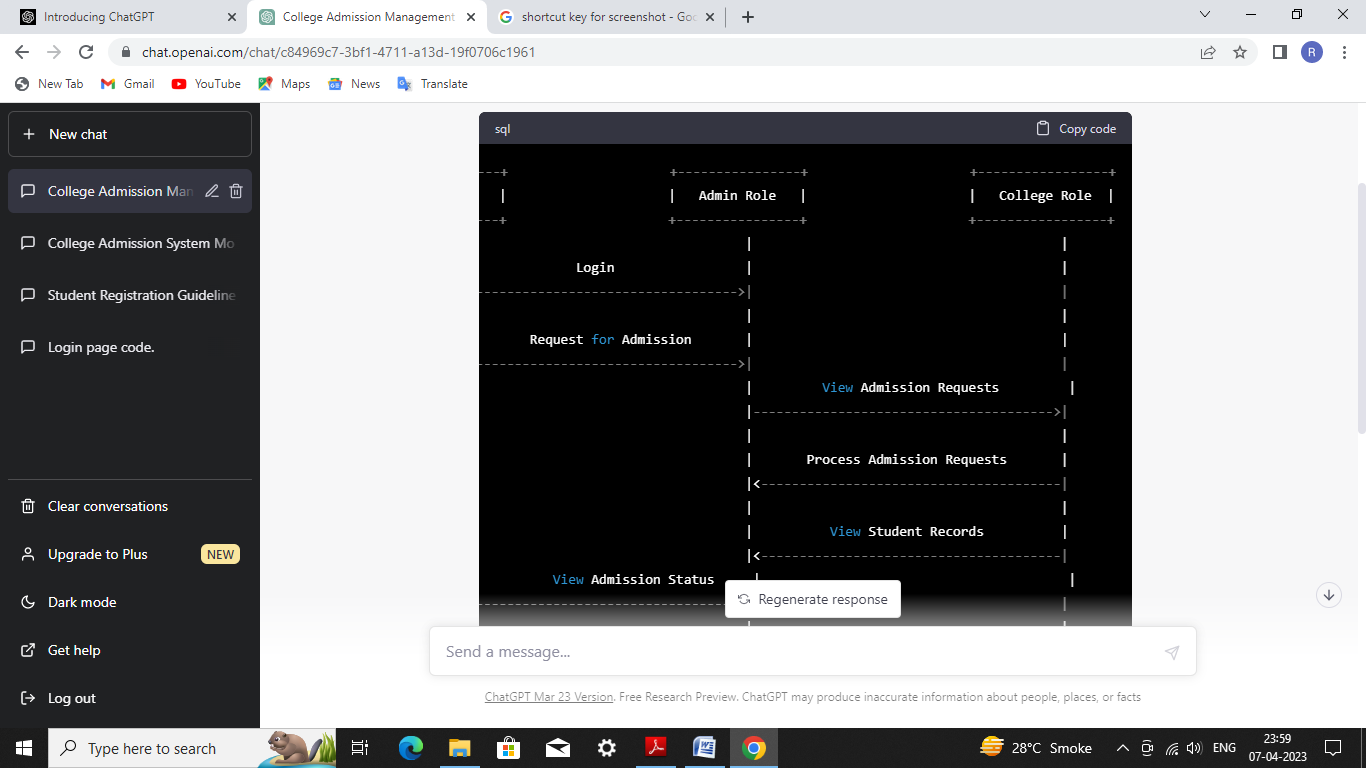 Introducing ChatGPT
College Admission Management
shortcut key for screenshot - Goo
chat.openai.com/chat/c84969c7-3bf1-4711-a13d-19f0706c1961
R
New Tab
Gmail
YouTube
Maps
News
Translate
New chat
College Admission Man
College Admission System Mo
Student Registration Guideline
Login page code.
Clear conversations
Upgrade to Plus
NEW
Dark mode
Get help
Log out
sql
Copy code
---+ +----------------+ +------------------+
| | Admin Role | | College Role |
---+ +----------------+ +------------------+
| |
Login | |
---------------------------------->| |
| |
Request for Admission | |
---------------------------------->| |
| View Admission Requests |
|--------------------------------------->|
| |
| Process Admission Requests |
|<---------------------------------------|
| |
| View Student Records |
|<---------------------------------------|
View Admission Status | |
Regenerate response
Send a message...
ChatGPT Mar 23 Version. Free Research Preview. ChatGPT may produce inaccurate information about people, places, or facts
Type here to search
28°C Smoke
ENG
23:59
07-04-2023